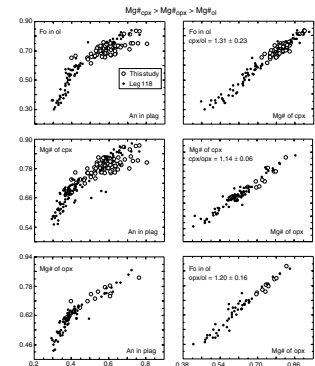 Mg#cpx > Mg#opx > Mg#ol
0.90
Fo in ol
0.70
0.50
0.30
This study
Leg 118
An in plag
Fo in ol
cpx/ol = 1.31 ± 0.23
Mg# of cpx
0.90
Mg# of cpx
0.78
0.66
0.54
An in plag
Mg# of cpx
cpx/opx = 1.14 ± 0.06
Mg# of opx
0.94
Mg# of opx
0.78
0.62
0.46
An in plag
0.2
0.4
0.6
0.8
Fo in ol
opx/ol = 1.20 ± 0.16
Mg# of opx
0.38
0.54
0.70
0.86